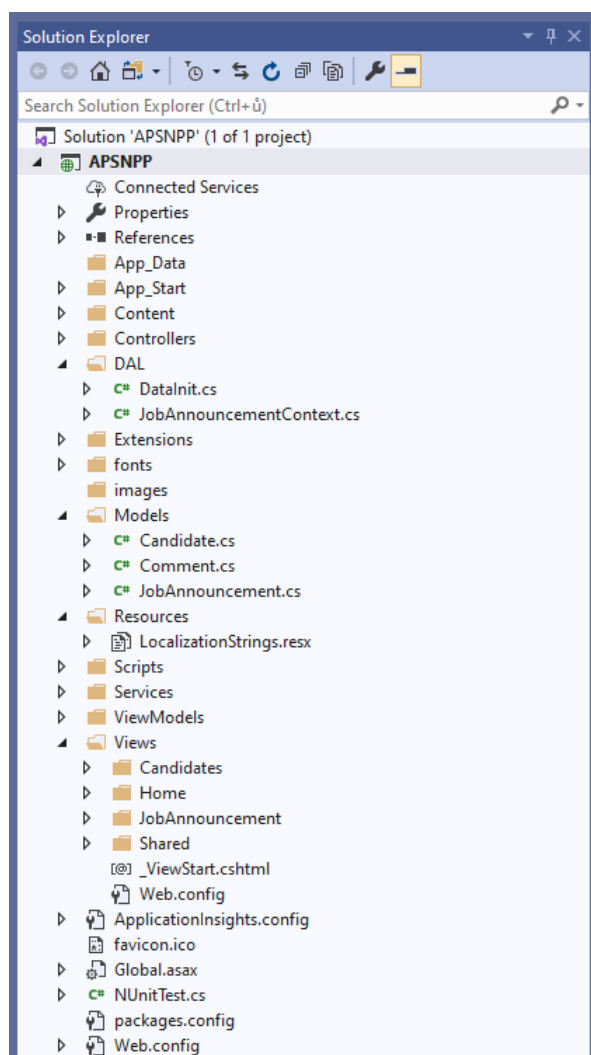 Solution Explorer
Search Solution Explorer (Ctrl+ů)
Solution 'APSNPP' (1 of 1 project)
APSNPP
Connected Services
Properties
References
App_Data
App_Start
Content
Controllers
DAL
C# DataInit.cs
C# JobAnnouncementContext.cs
Extensions
fonts
images
Models
C# Candidate.cs
C# Comment.cs
C# JobAnnouncement.cs
Resources
LocalizationStrings.resx
Scripts
Services
ViewModels
Views
Candidates
Home
JobAnnouncement
Shared
[@] _ViewStart.cshtml
Web.config
ApplicationInsights.config
favicon.ico
Global.asax
C# NUnitTest.cs
packages.config
Web.config